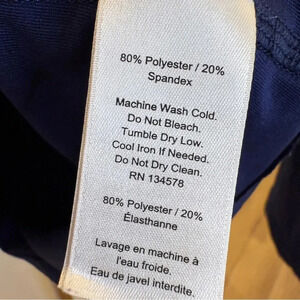 80% Polyester / 20%
Spandex
Machine Wash Cold.
Do Not Bleach.
Tumble Dry Low.
Cool Iron If Needed.
Do Not Dry Clean.
RN 134578
80% Polyester / 20%
Élasthanne
Lavage en machine à
l'eau froide.
Eau de javel interdite.